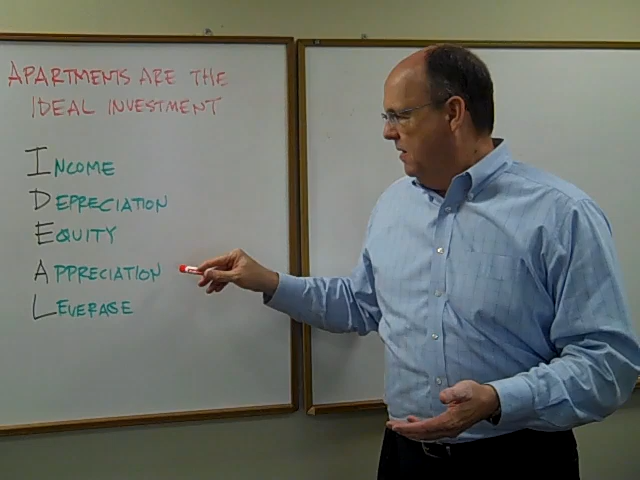 APARTMENTS ARE THE
IDEAL INVESTMENT
INCOME
DEPRECIATION
EQUITY
APPRECIATION
LEVERAGE